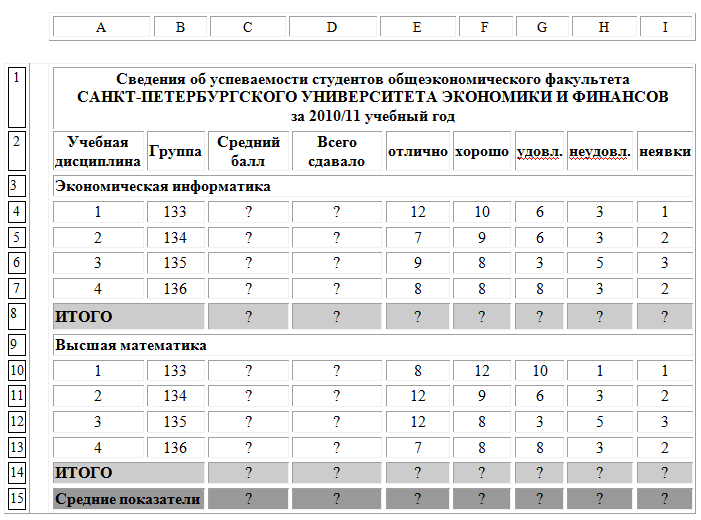 A B C D E F G H I
1 Сведения об успеваемости студентов общеэкономического факультета
САНКТ-ПЕТЕРБУРГСКОГО УНИВЕРСИТЕТА ЭКОНОМИКИ И ФИНАНСОВ
за 2010/11 учебный год
2 Учебная дисциплина Группа Средний балл Всего сдавало отлично хорошо удовл. неудовл. неявки
3 Экономическая информатика
4 1 133 ? ? 12 10 6 3 1
5 2 134 ? ? 7 9 6 3 2
6 3 135 ? ? 9 8 3 5 3
7 4 136 ? ? 8 8 8 3 2
8 ИТОГО ? ? ? ? ? ? ?
9 Высшая математика
10 1 133 ? ? 8 12 10 1 1
11 2 134 ? ? 12 9 6 3 2
12 3 135 ? ? 12 8 3 5 3
13 4 136 ? ? 7 8 8 3 2
14 ИТОГО ? ? ? ? ? ? ?
15 Средние показатели ? ? ? ? ? ? ?